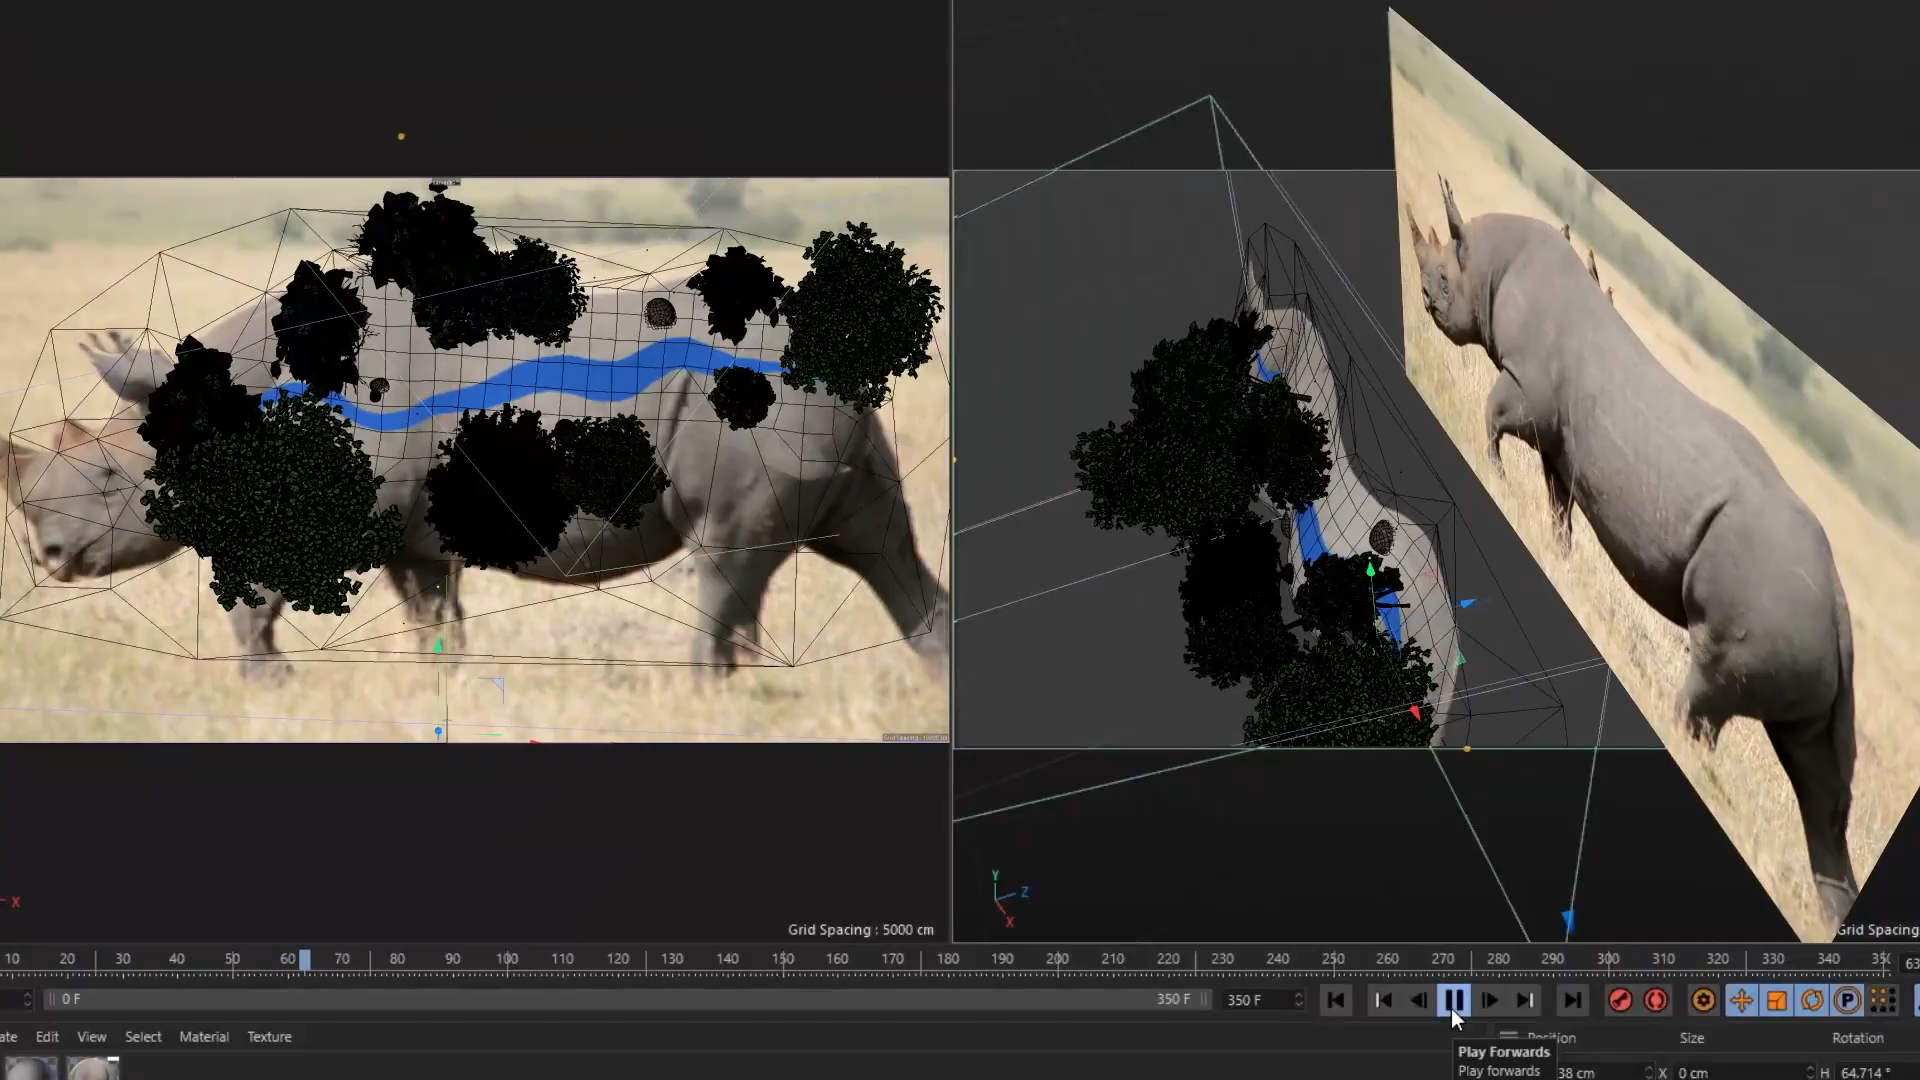 X
Grid Spacing : 5000 cm
Y
Z
X
Grid Spacing
10 20 30 40 50 60 70 80 90 100 110 120 130 140 150 160 170 180 190 200 210 220 230 240 250 260 270 280 290 300 310 320 330 340 63
0 F 350 F 350 F
P
Edit View Select Material Texture
Position Size Rotation
Play Forwards
Play forwards
38 cm X 0 cm H 64.714 °